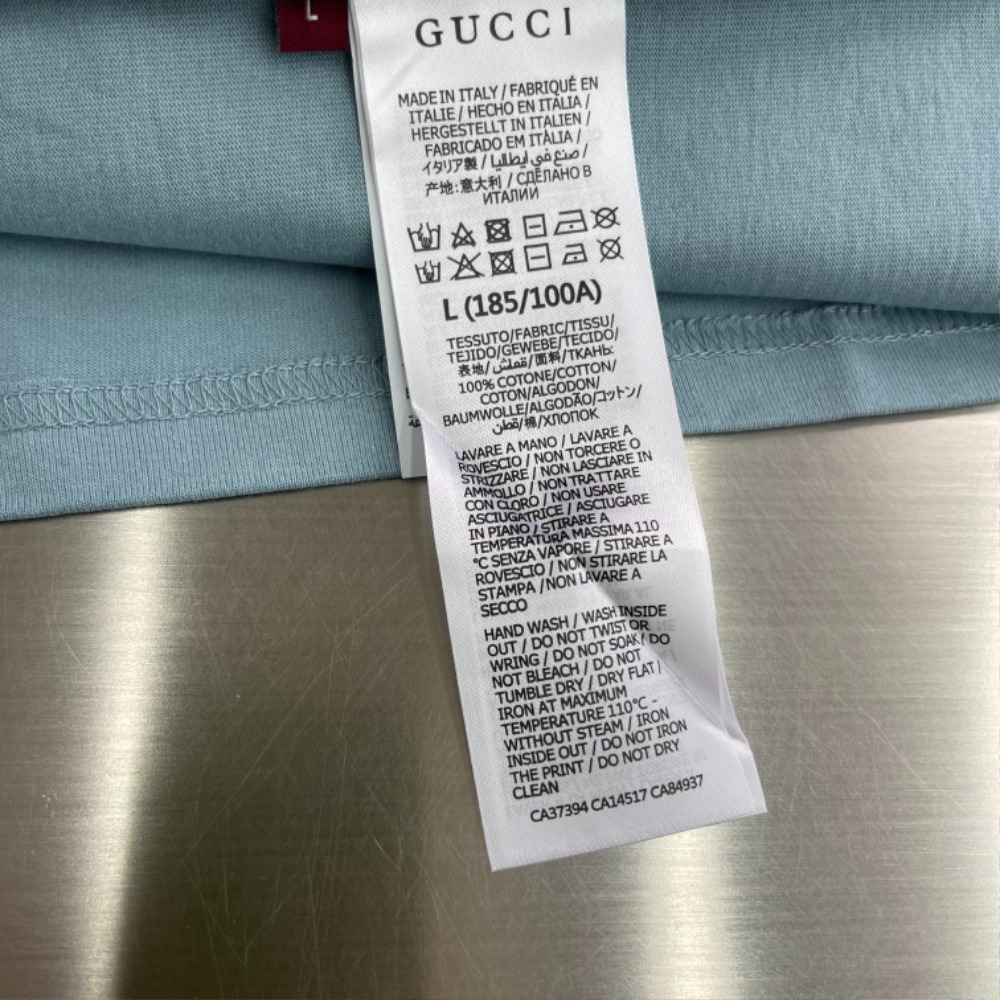 L
GUCCI
MADE IN ITALY / FABRIQUÉ EN
ITALIE / HECHO EN ITALIA /
HERGESTELLT IN ITALIEN /
FABRICADO EM ITÀLIA /
イタリア製 / صنع في ايطاليا /
产地:意大利 / СДЕЛАНО В
ИТАЛИИ
L (185/100A)
TESSUTO/FABRIC/TISSU/
TEJIDO/GEWEBE/TECIDO/
表地/قماش/面料/ТКАНЬ:
100% COTONE/COTTON/
COTON/ALGODON/
BAUMWOLLE/ALGODÃO/コットン/
قطن/棉/ХЛОПОК
LAVARE A MANO / LAVARE A
ROVESCIO / NON TORCERE O
STRIZZARE / NON LASCIARE IN
AMMOLLO / NON TRATTARE
CON CLORO / NON USARE
ASCIUGATRICE / ASCIUGARE
IN PIANO / STIRARE A
TEMPERATURA MASSIMA 110
°C SENZA VAPORE / STIRARE A
ROVESCIO / NON STIRARE LA
STAMPA /NON LAVARE A
SECCO
HAND WASH / WASH INSIDE
OUT / DO NOT TWIST OR
WRING / DO NOT SOAK/ DO
NOT BLEACH / DO NOT
TUMBLE DRY / DRY FLAT /
IRON AT MAXIMUM
TEMPERATURE 110°C -
WITHOUT STEAM / IRON
INSIDE OUT / DO NOT IRON
THE PRINT / DO NOT DRY
CLEAN
CA37394 CA14517 CA84937